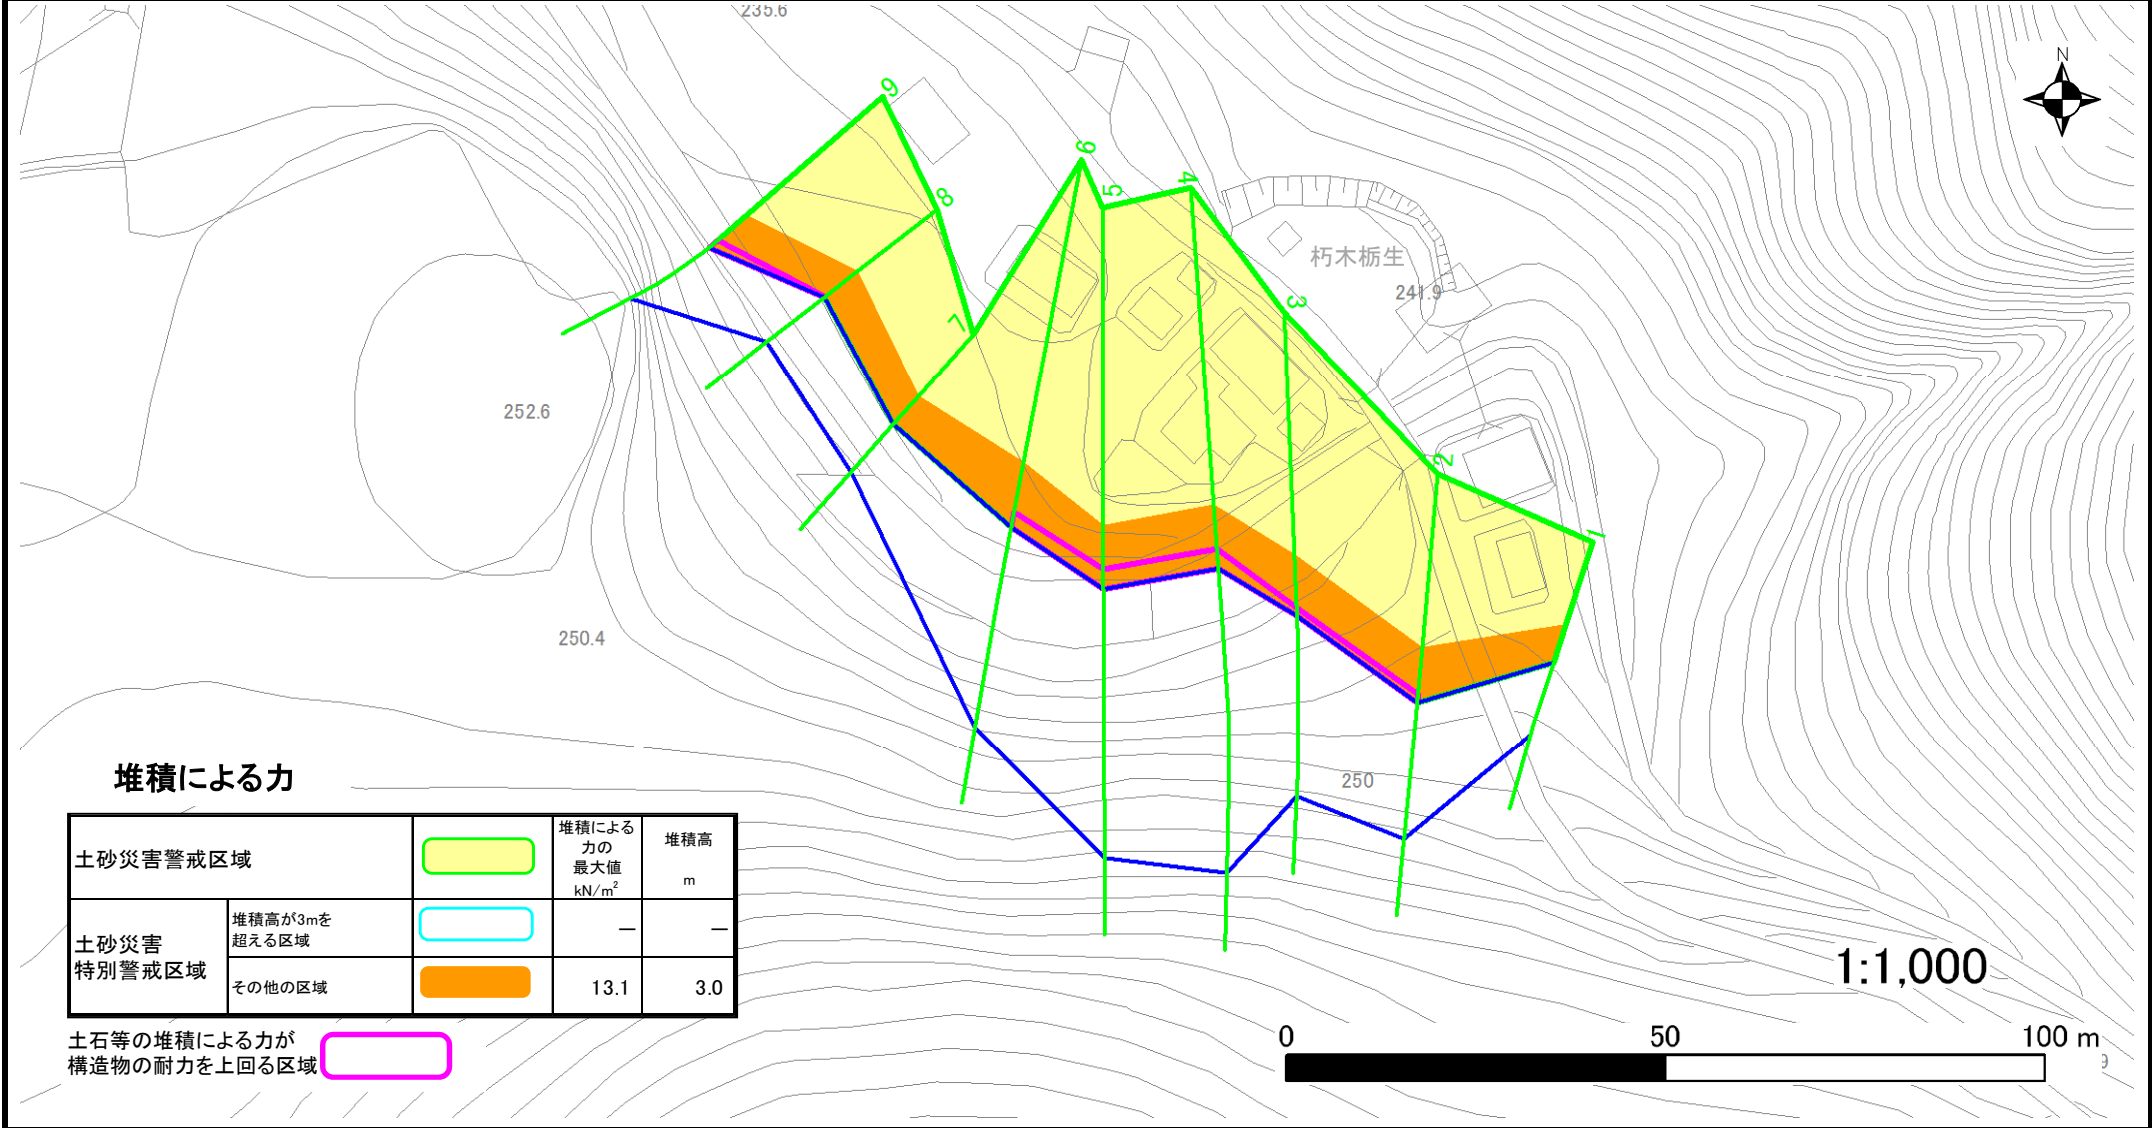 235.6
N
9
8
7
6
5
4
3
2
1
朽木栃生
241.9
252.6
250.4
250
堆積による力
土砂災害警戒区域
堆積による
力の
最大値
kN/m²
堆積高
m
土砂災害
特別警戒区域
堆積高が3mを
超える区域
—
—
その他の区域
13.1
3.0
土石等の堆積による力が
構造物の耐力を上回る区域
1:1,000
0
50
100 m
9